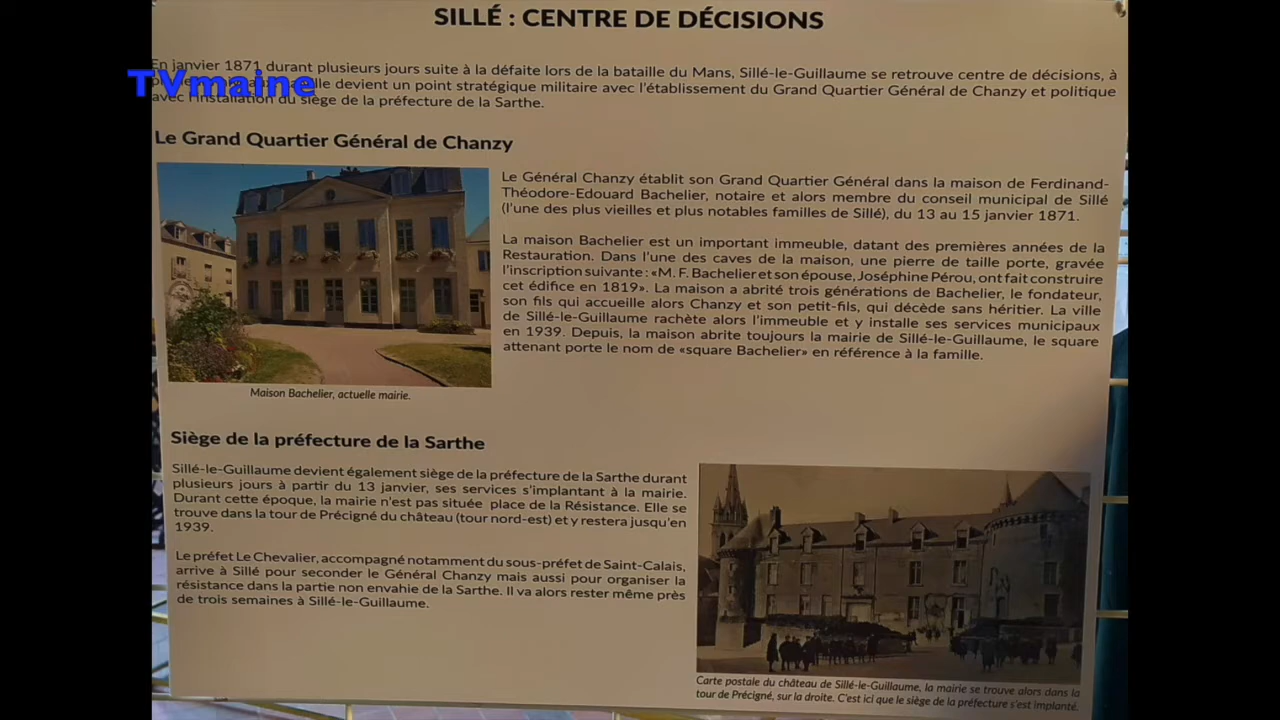 SILLÉ : CENTRE DE DÉCISIONS
En janvier 1871 durant plusieurs jours suite à la défaite lors de la bataille du Mans, Sillé-le-Guillaume se retrouve centre de décisions, à
TVmaine
lle devient un point stratégique militaire avec l'établissement du Grand Quartier Général de Chanzy et politique
avec l'installation du siège de la préfecture de la Sarthe.
Le Grand Quartier Général de Chanzy
Le Général Chanzy établit son Grand Quartier Général dans la maison de Ferdinand-
Théodore-Edouard Bachelier, notaire et alors membre du conseil municipal de Sillé
(l'une des plus vieilles et plus notables familles de Sillé), du 13 au 15 janvier 1871.
La maison Bachelier est un important immeuble, datant des premières années de la
Restauration. Dans l'une des caves de la maison, une pierre de taille porte, gravée
l'inscription suivante : «M. F. Bachelier et son épouse, Joséphine Pérou, ont fait construire
cet édifice en 1819». La maison a abrité trois générations de Bachelier, le fondateur,
son fils qui accueille alors Chanzy et son petit-fils, qui décède sans héritier. La ville
de Sillé-le-Guillaume rachète alors l'immeuble et y installe ses services municipaux
en 1939. Depuis, la maison abrite toujours la mairie de Sillé-le-Guillaume, le square
attenant porte le nom de «square Bachelier» en référence à la famille.
Maison Bachelier, actuelle mairie.
Siège de la préfecture de la Sarthe
Sillé-le-Guillaume devient également siège de la préfecture de la Sarthe durant
plusieurs jours à partir du 13 janvier, ses services s'implantant à la mairie.
Durant cette époque, la mairie n'est pas située place de la Résistance. Elle se
trouve dans la tour de Précigné du château (tour nord-est) et y restera jusqu'en
1939.
Le préfet Le Chevalier, accompagné notamment du sous-préfet de Saint-Calais,
arrive à Sillé pour seconder le Général Chanzy mais aussi pour organiser la
résistance dans la partie non envahie de la Sarthe. Il va alors rester même près
de trois semaines à Sillé-le-Guillaume.
Carte postale du château de Sillé-le-Guillaume, la mairie se trouve alors dans la
tour de Précigné, sur la droite. C'est ici que le siège de la préfecture s'est implanté.